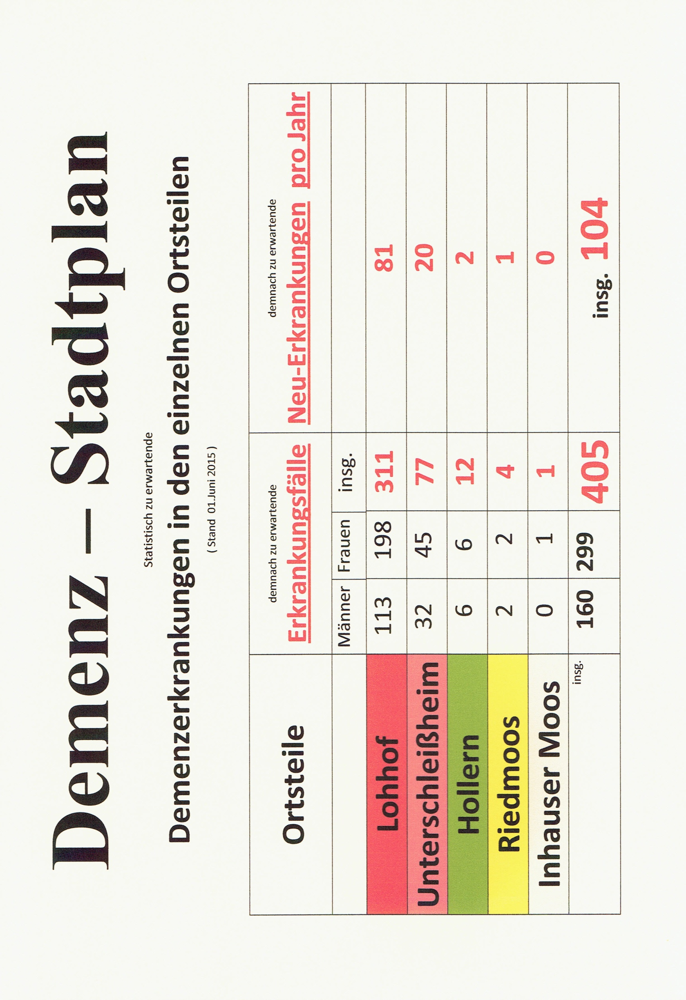 Demenz – Stadtplan
Statistisch zu erwartende
Demenzerkrankungen in den einzelnen Ortsteilen
( Stand 01.Juni 2015 )
Ortsteile demnach zu erwartende Erkrankungsfälle demnach zu erwartende Neu-Erkrankungen pro Jahr
Männer Frauen insg.
Lohhof 113 198 311 81
Unterschleißheim 32 45 77 20
Hollern 6 6 12 2
Riedmoos 2 2 4 1
Inhauser Moos 0 1 1 0
insg. 160 299 405 insg. 104